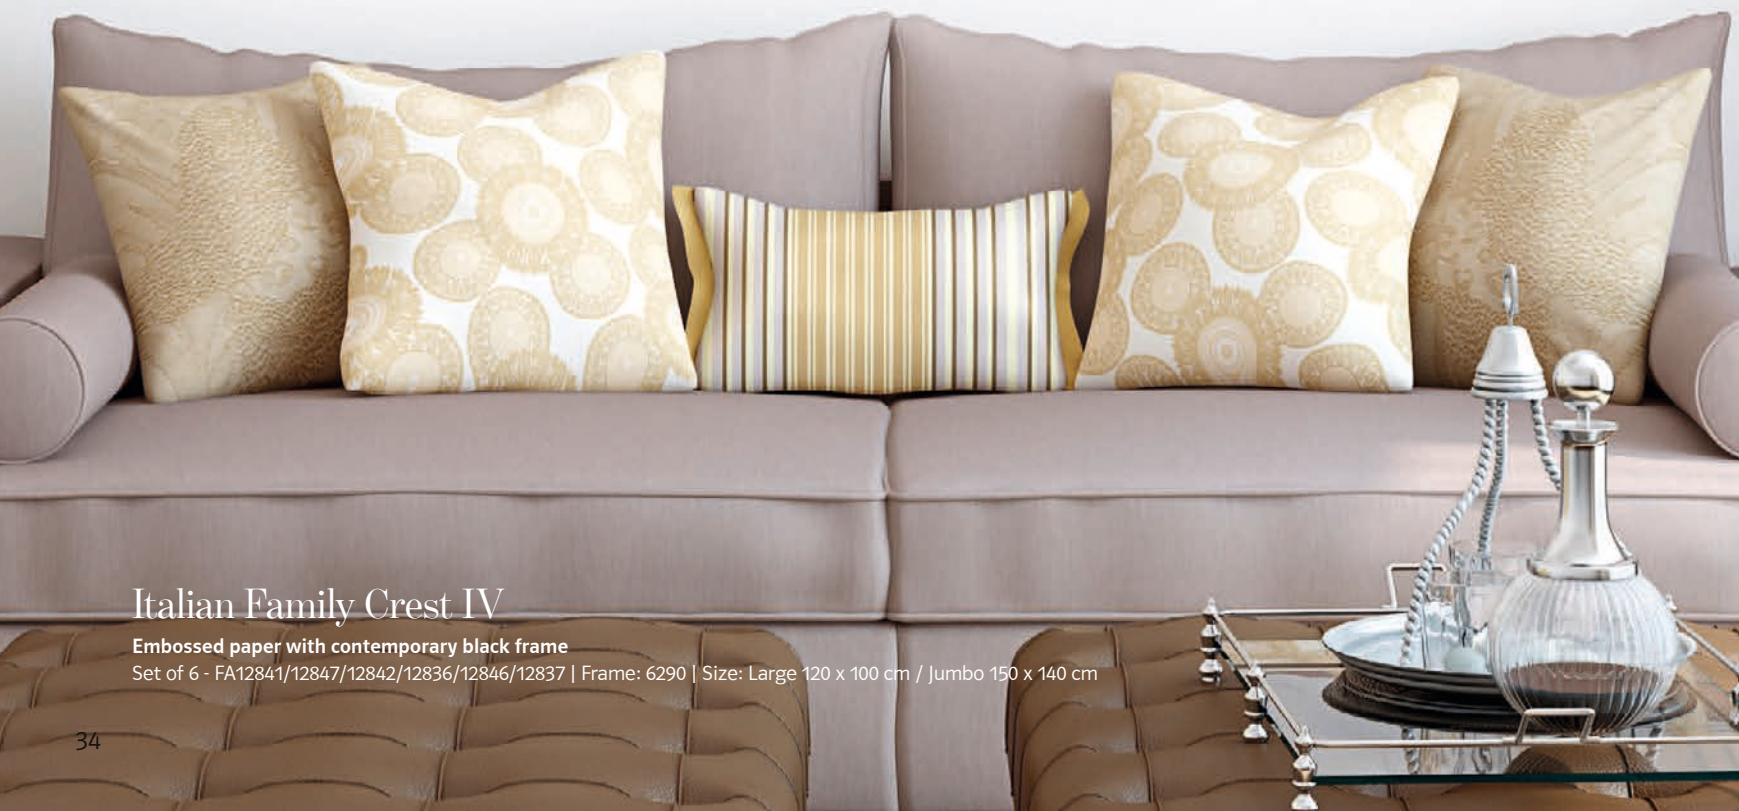 Italian Family Crest IV
Embossed paper with contemporary black frame
Set of 6 - FA12841/12847/12842/12836/12846/12837 | Frame: 6290 | Size: Large 120 x 100 cm / Jumbo 150 x 140 cm
34